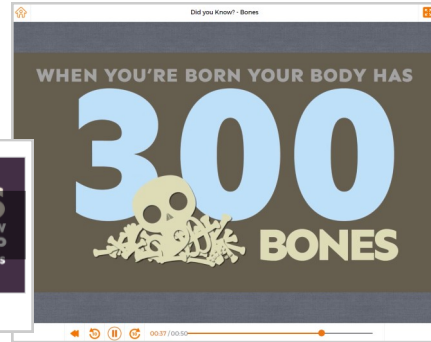 Did you Know? - Bones
WHEN YOU'RE BORN YOUR BODY HAS
300
BONES
00:37 / 00:50